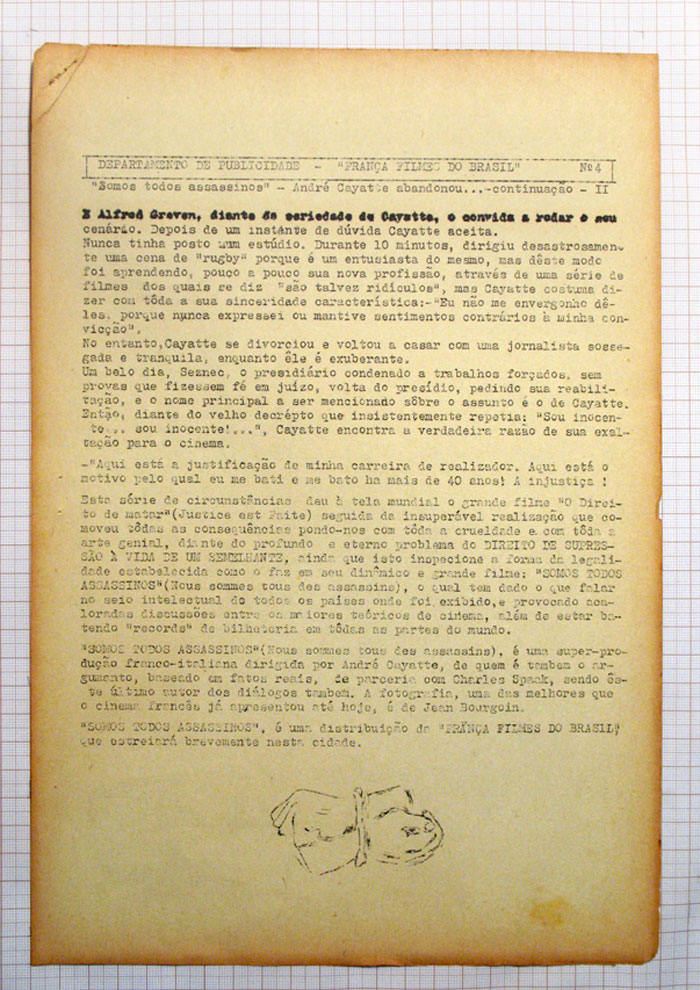 DEPARTAMENTO DE PUBLICIDADE - "FRANÇA FILMES DO BRASIL" Nº4
"Somos todos assassinos" - André Cayatte abandonou...-continuação - II
E Alfred Greven, diante de seriedade de Cayatte, o convida a rodar o seu
cenário. Depois de um instante de dúvida Cayatte aceita.
Nunca tinha posto num estúdio. Durante 10 minutos, dirigiu desastrosamen-
te uma cena de "rugby" porque é um entusiasta do mesmo, mas dêste modo
foi aprendendo, pouco a pouco sua nova profissão, através de uma série de
filmes dos quais se diz "são talvez ridículos", mas Cayatte costuma di-
zer com tôda a sua sinceridade característica:-"Eu não me envergonho dê-
les, porque nunca expressei ou mantive sentimentos contrários à minha con-
vicção".
No entanto,Cayatte se divorciou e voltou a casar com uma jornalista sosse-
gada e tranquila, enquanto êle é exuberante.
Um belo dia, Seznec, o presidiário condenado a trabalhos forçados, sem
provas que fizessem fé em juízo, volta do presídio, pedindo sua reabili-
tação, e o nome principal a ser mencionado sôbre o assunto é o de Cayatte.
Então, diante do velho decrépto que insistentemente repetia: "Sou inocen-
te... sou inocente!...", Cayatte encontra a verdadeira razão de sua exal-
tação para o cinema.
-"Aqui está a justificação de minha carreira de realizador. Aqui está o
motivo pelo qual eu me bati e me bato ha mais de 40 anos! A injustiça !
Esta série de circunstâncias deu à tela mundial o grande filme "O Direi-
to de matar"(Justice est Faite) seguida da insuperável realização que co-
moveu tôdas as consequências pondo-nos com tôda a crueldade e com tôda a
arte genial, diante do profundo e eterno problema do DIREITO DE SUPRES-
SÃO À VIDA DE UM SEMELHANTE, ainda que isto inspecione a forma da legali-
dade estabelecida como o faz em seu dinâmico e grande filme: "SOMOS TODOS
ASSASSINOS"(Nous sommes tous des assassins), o qual tem dado o que falar
no seio intelectual de todos os países onde foi exibido,e provocado aca-
loradas discussões entre os maiores teóricos de cinema, além de estar ba-
tendo "records" de bilheteria em tôdas as partes do mundo.
"SOMOS TODOS ASSASSINOS"(Nous sommes tous des assassins), é uma super-pro-
dução franco-italiana dirigida por André Cayatte, de quem é tambem o ar-
gumento, baseado em fatos reais, de parceria com Charles Spaak, sendo ês-
te último autor dos diálogos tambem. A fotografia, uma das melhores que
o cinema francês já apresentou até hoje, é de Jean Bourgoin.
"SOMOS TODOS ASSASSINOS", é uma distribuição da "FRANÇA FILMES DO BRASIL",
que estreiará brevemente nesta cidade.